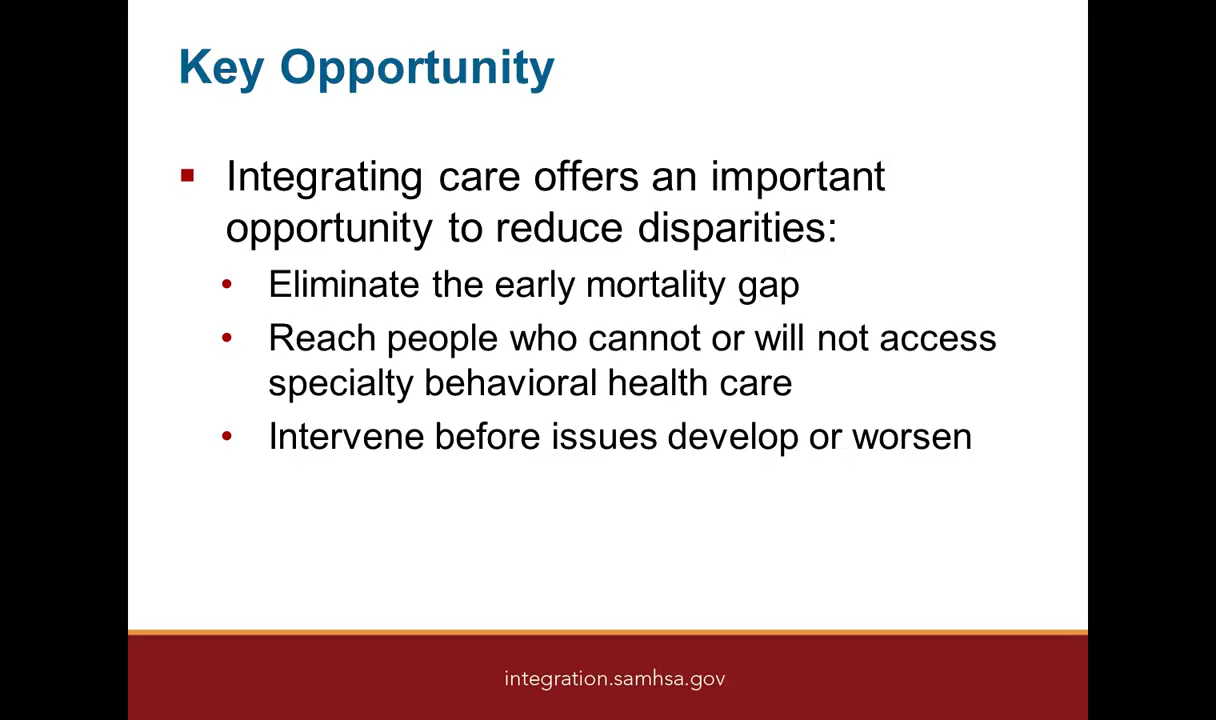 Key Opportunity
▪ Integrating care offers an important
opportunity to reduce disparities:
• Eliminate the early mortality gap
• Reach people who cannot or will not access
specialty behavioral health care
• Intervene before issues develop or worsen
integration.samhsa.gov